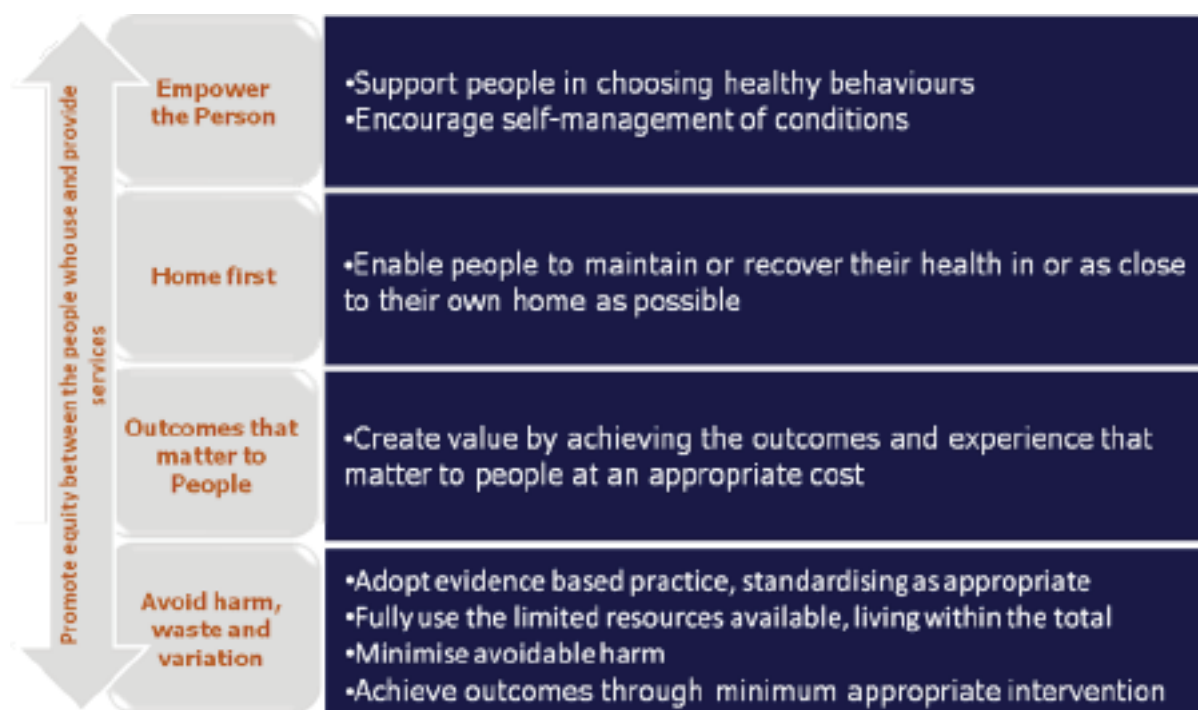 Promote equity between the people who use and provide
services
Empower
the Person
•Support people in choosing healthy behaviours
•Encourage self-management of conditions
Home first
•Enable people to maintain or recover their health in or as close
to their own home as possible
Outcomes that
matter to
People
•Create value by achieving the outcomes and experience that
matter to people at an appropriate cost
Avoid harm,
waste and
variation
•Adopt evidence based practice, standardising as appropriate
•Fully use the limited resources available, living within the total
•Minimise avoidable harm
•Achieve outcomes through minimum appropriate intervention